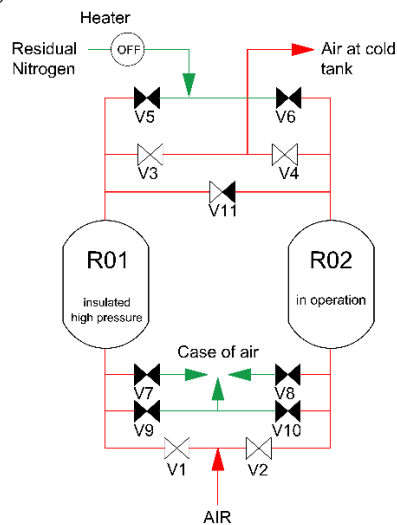 Heater
Residual
Nitrogen
OFF
Air at cold
tank
V5
V6
V3
V4
V11
R01
insulated
high pressure
R02
in operation
Case of air
V7
V8
V9
V10
V1
V2
AIR